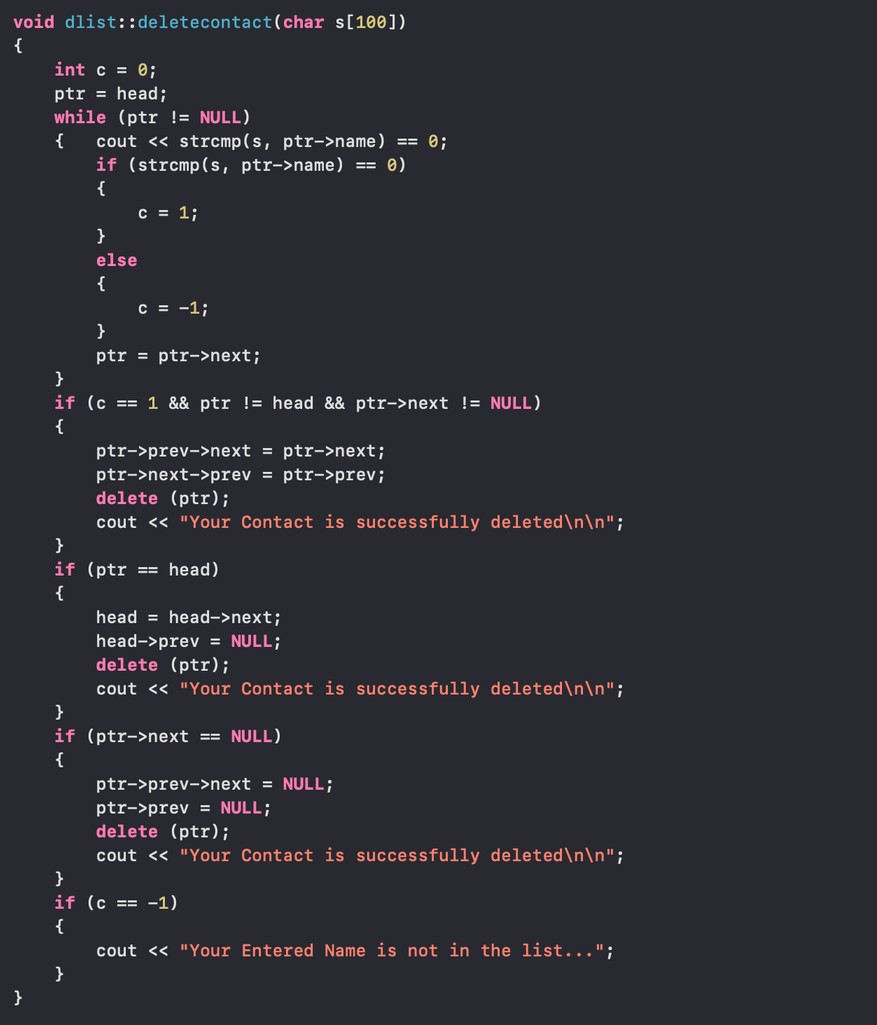 void dlist::deletecontact(char s[100])
{
    int c = 0;
    ptr = head;
    while (ptr != NULL)
    {   cout << strcmp(s, ptr->name) == 0;
        if (strcmp(s, ptr->name) == 0)
        {
            c = 1;
        }
        else
        {
            c = -1;
        }
        ptr = ptr->next;
    }
    if (c == 1 && ptr != head && ptr->next != NULL)
    {
        ptr->prev->next = ptr->next;
        ptr->next->prev = ptr->prev;
        delete (ptr);
        cout << "Your Contact is successfully deleted\n\n";
    }
    if (ptr == head)
    {
        head = head->next;
        head->prev = NULL;
        delete (ptr);
        cout << "Your Contact is successfully deleted\n\n";
    }
    if (ptr->next == NULL)
    {
        ptr->prev->next = NULL;
        ptr->prev = NULL;
        delete (ptr);
        cout << "Your Contact is successfully deleted\n\n";
    }
    if (c == -1)
    {
        cout << "Your Entered Name is not in the list...";
    }
}